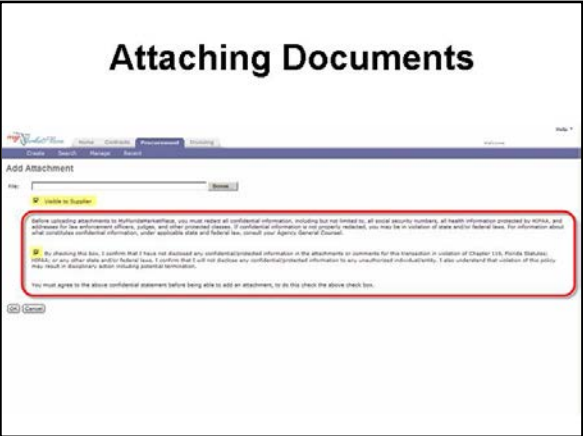 Attaching Documents
Help
my MarketPlace
Home Contracts Procurement Invoicing
Welcome
Create Search Manage Recent
Add Attachment
File: Browse...
Visible to Supplier
Before uploading attachments to MyFloridaMarketPlace, you must redact all confidential information, including but not limited to, all social security numbers, all health information protected by HIPAA, and
addresses for law enforcement officers, judges, and other protected classes. If confidential information is not properly redacted, you may be in violation of state and/or federal laws. For information about
what constitutes confidential information, under applicable state and federal law, consult your Agency General Counsel.
By checking this box, I confirm that I have not disclosed any confidential/protected information in the attachments or comments for this transaction in violation of Chapter 119, Florida Statutes;
HIPAA; or any other state and/or federal laws. I confirm that I will not disclose any confidential/protected information to any unauthorized individual/entity. I also understand that violation of this policy
may result in disciplinary action including potential termination.
You must agree to the above confidential statement before being able to add an attachment, to do this check the above check box.
OK Cancel